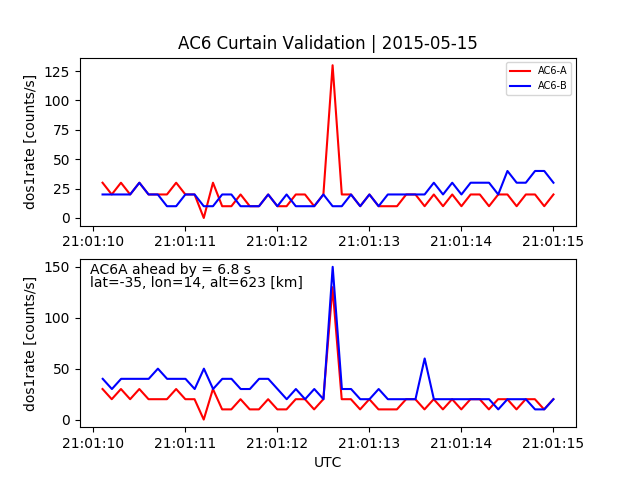 AC6 Curtain Validation | 2015-05-15
dos1rate [counts/s]
125
100
75
50
25
0
AC6-A
AC6-B
21:01:10 21:01:11 21:01:12 21:01:13 21:01:14 21:01:15
dos1rate [counts/s]
150
100
50
0
AC6A ahead by = 6.8 s
lat=-35, lon=14, alt=623 [km]
21:01:10 21:01:11 21:01:12 21:01:13 21:01:14 21:01:15
UTC